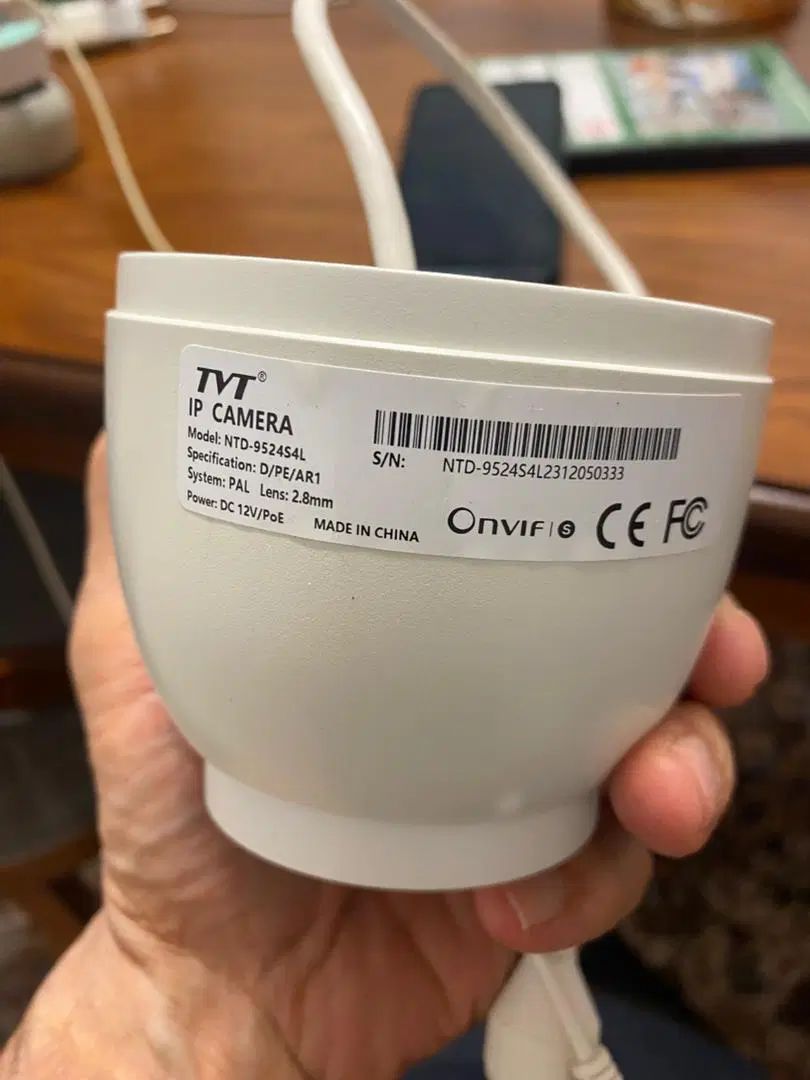 TVT®
IP CAMERA
Model: NTD-9524S4L
Specification: D/PE/AR1
System: PAL Lens: 2.8mm
Power: DC 12V/PoE
MADE IN CHINA
S/N: NTD-9524S4L2312050333
Onvif | S
CE FC